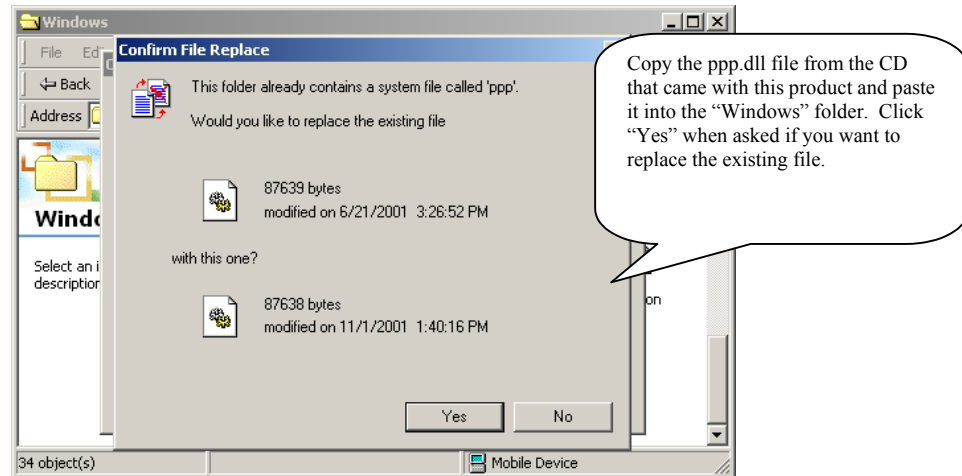 Windows
File Ed
Confirm File Replace
Back
Address
This folder already contains a system file called 'ppp'.
Would you like to replace the existing file
87639 bytes
modified on 6/21/2001 3:26:52 PM
with this one?
87638 bytes
modified on 11/1/2001 1:40:16 PM
Yes
No
Windo
Select an i
description
on
34 object(s)
Mobile Device
Copy the ppp.dll file from the CD
that came with this product and paste
it into the “Windows” folder. Click
“Yes” when asked if you want to
replace the existing file.